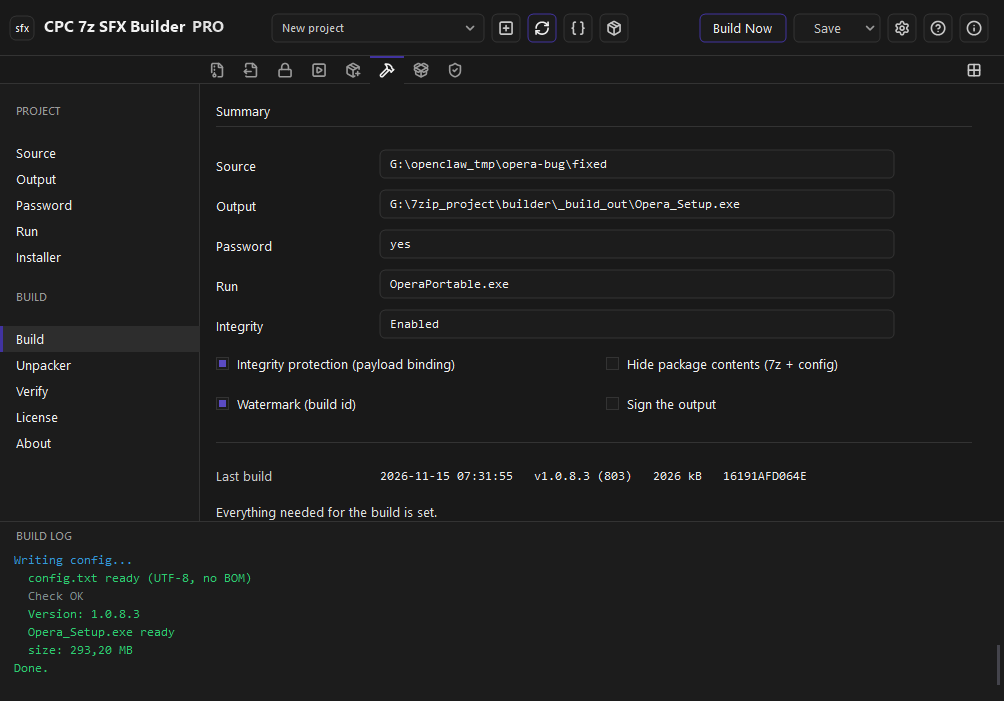 sfx CPC 7z SFX Builder PRO New project { } Build Now Save
PROJECT
Source
Output
Password
Run
Installer
BUILD
Build
Unpacker
Verify
License
About
Summary
Source G:\openclaw_tmp\opera-bug\fixed
Output G:\7zip_project\builder\_build_out\Opera_Setup.exe
Password yes
Run OperaPortable.exe
Integrity Enabled
Integrity protection (payload binding) Hide package contents (7z + config)
Watermark (build id) Sign the output
Last build 2026-11-15 07:31:55 v1.0.8.3 (803) 2026 kB 16191AFD064E
Everything needed for the build is set.
BUILD LOG
Writing config...
config.txt ready (UTF-8, no BOM)
Check OK
Version: 1.0.8.3
Opera_Setup.exe ready
size: 293,20 MB
Done.